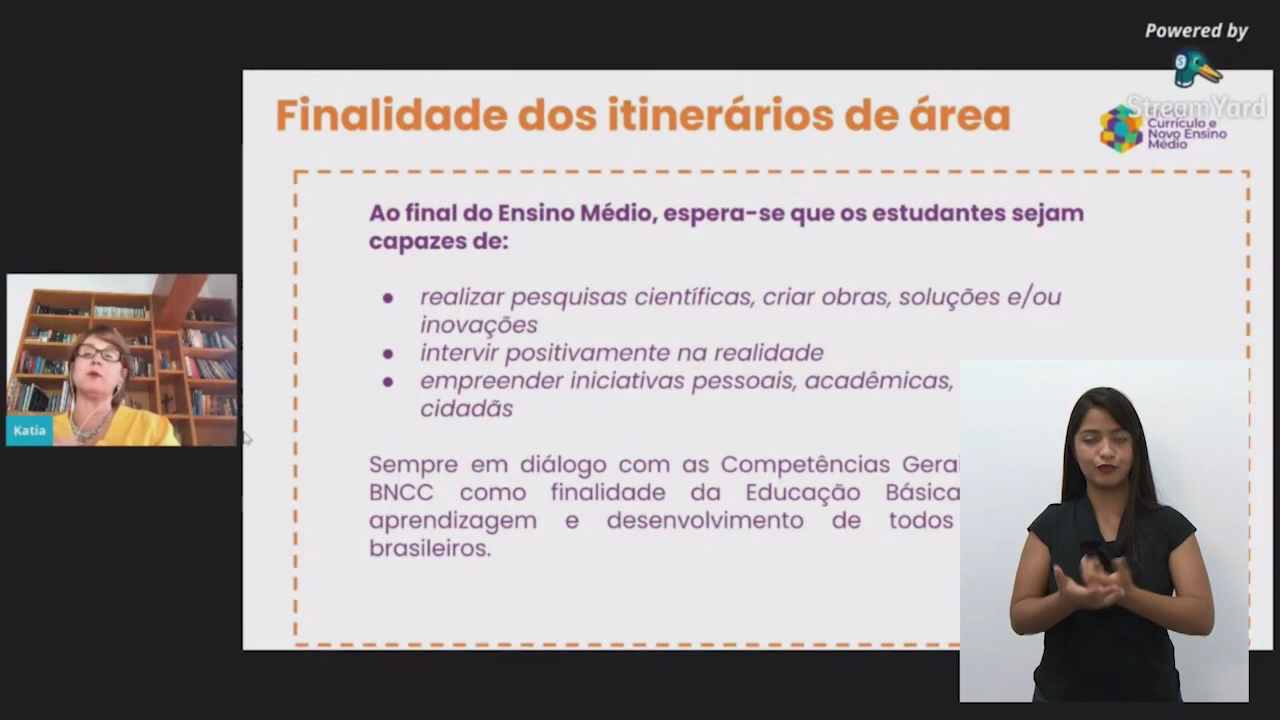 Powered by
StreamYard
Finalidade dos itinerários de área
Currículo e
Novo Ensino
Médio
Ao final do Ensino Médio, espera-se que os estudantes sejam
capazes de:
● realizar pesquisas científicas, criar obras, soluções e/ou
inovações
● intervir positivamente na realidade
● empreender iniciativas pessoais, acadêmicas,
cidadãs
Sempre em diálogo com as Competências
BNCC como finalidade da Educação Básica
aprendizagem e desenvolvimento de todos
brasileiros.
Katia